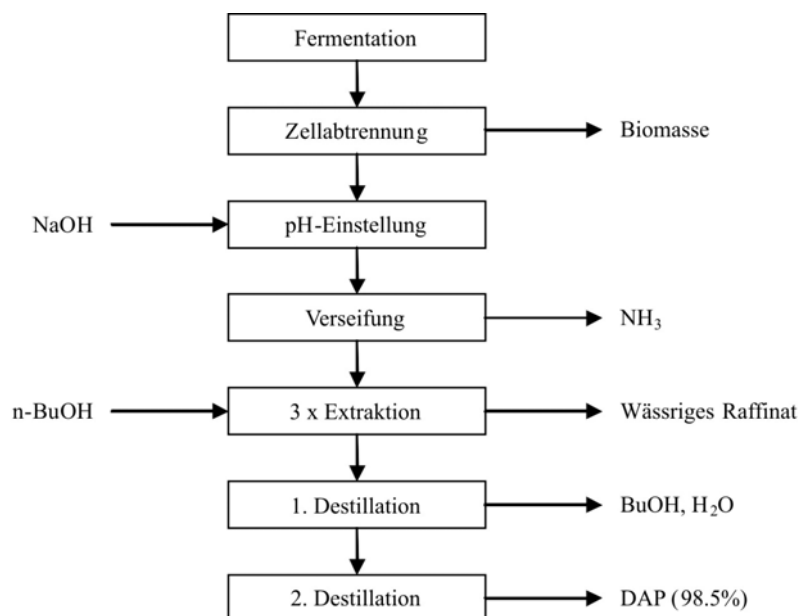 Fermentation
Zellabtrennung
Biomasse
NaOH
pH-Einstellung
Verseifung
NH₃
n-BuOH
3 x Extraktion
Wässriges Raffinat
1. Destillation
BuOH, H₂O
2. Destillation
DAP (98.5%)